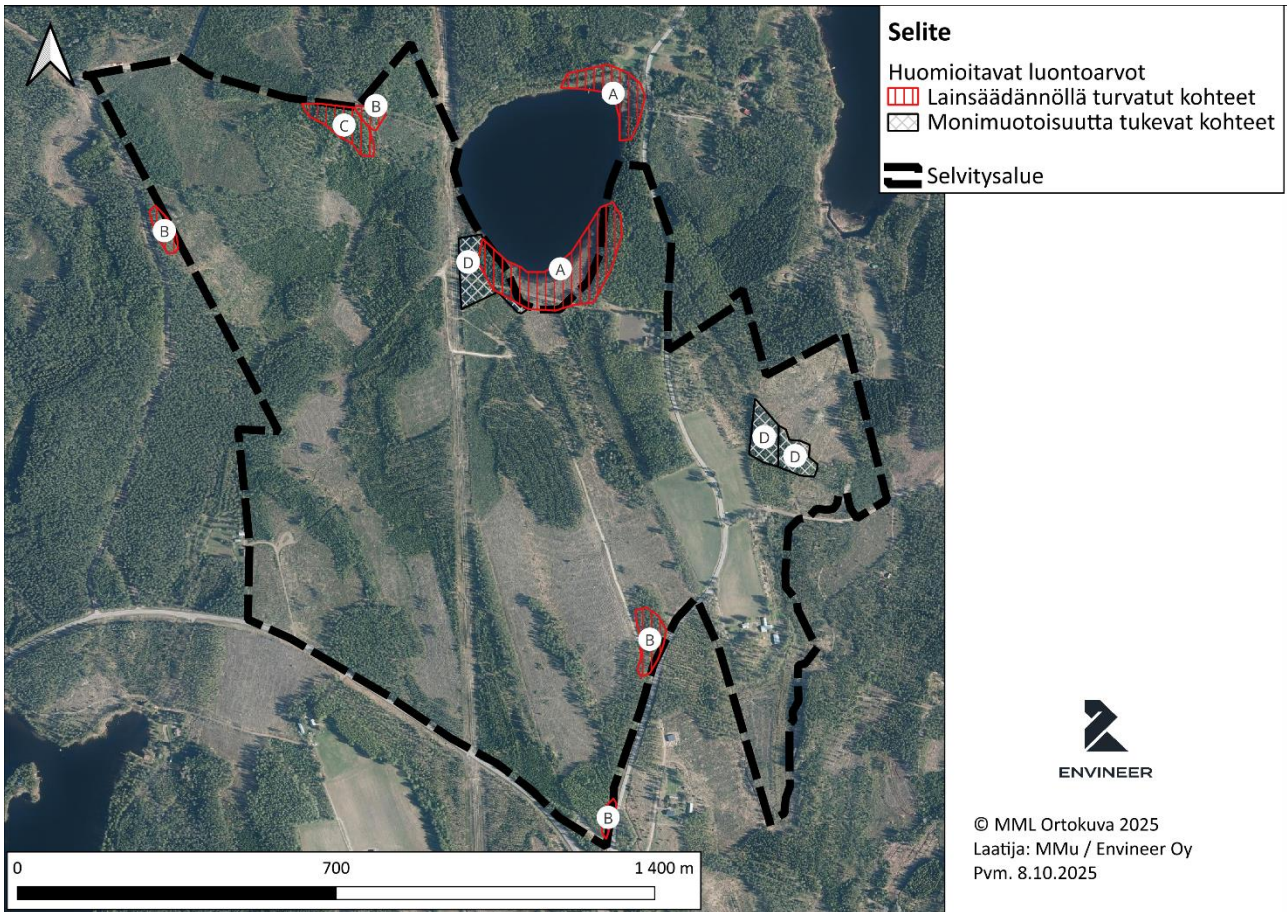 Selite
Huomioitavat luontoarvot
Lainsäädännöllä turvatut kohteet
Monimuotoisuutta tukevat kohteet
Selvitysalue
A
B
C
B
D
A
D
D
B
B
0 700 1 400 m
ENVINEER
© MML Ortokuva 2025
Laatija: MMu / Envineer Oy
Pvm. 8.10.2025